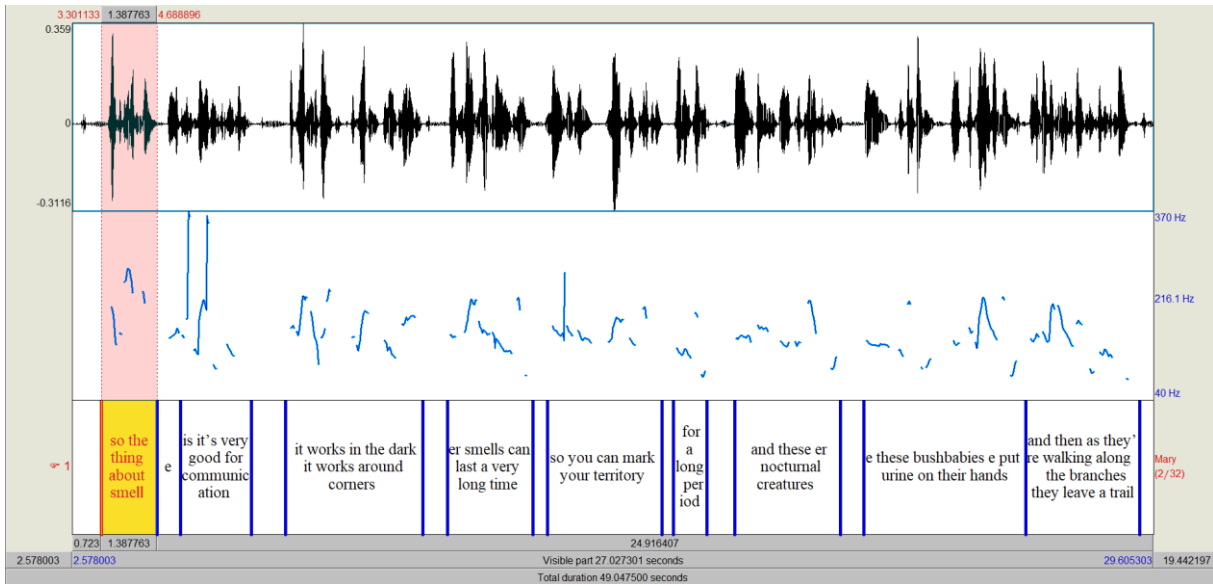 3.301133 1.387763 4.688896
0.359
0
-0.3116
370 Hz
216.1 Hz
40 Hz
1
so the
thing
about
smell
e
is it's very
good for
communic
ation
it works in the dark
it works around
corners
er smells can
last a very
long time
so you can mark
your territory
for
a
long
per
iod
and these er
nocturnal
creatures
e these bushbabies e put
urine on their hands
and then as they'
re walking along
the branches
they leave a trail
Mary
(2/32)
0.723 1.387763 24.916407
2.578003 2.578003 Visible part 27.027301 seconds 29.605303 19.442197
Total duration 49.047500 seconds